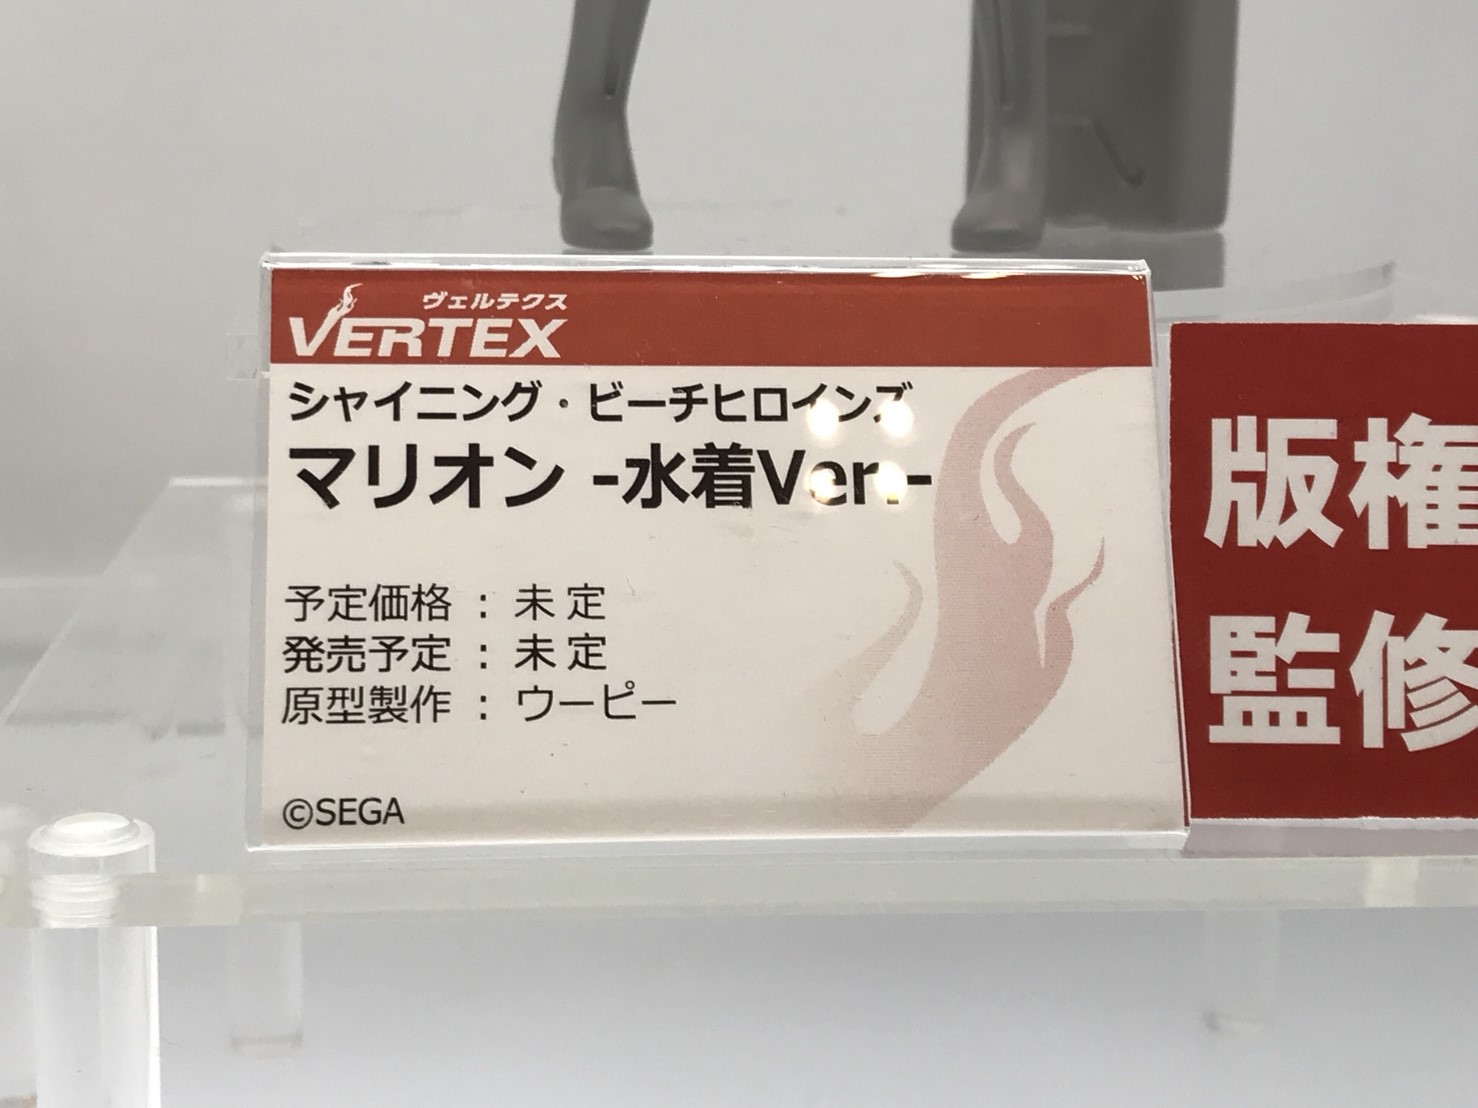 ヴェルテクス
VERTEX
シャイニング・ビーチヒロインズ
マリオン -水着Ver.-
予定価格 : 未定
発売予定 : 未定
原型製作 : ウーピー
©SEGA
版権
監修